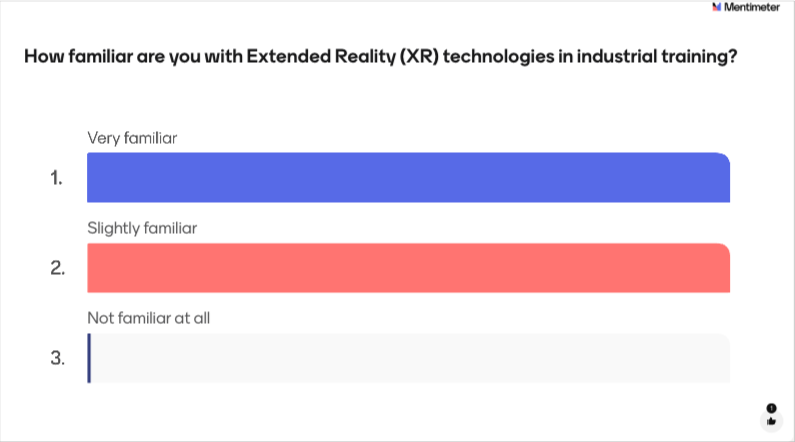 Mentimeter
How familiar are you with Extended Reality (XR) technologies in industrial training?
Very familiar
1.
Slightly familiar
2.
Not familiar at all
3.